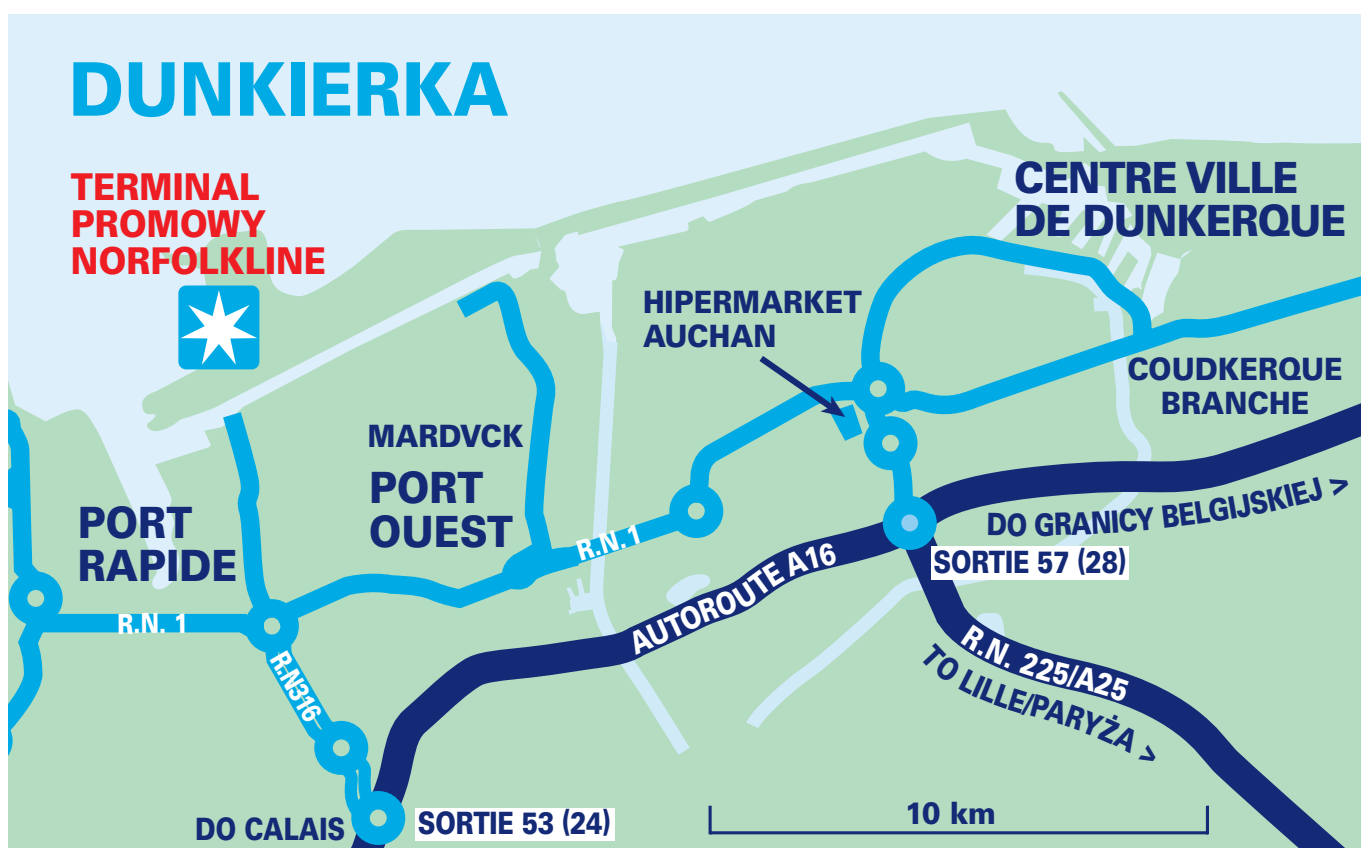 DUNKIERKA
TERMINAL
PROMOWY
NORFOLKLINE
CENTRE VILLE
DE DUNKERQUE
HIPERMARKET
AUCHAN
COUDKERQUE
BRANCHE
MARDVCK
PORT
OUEST
PORT
RAPIDE
R.N. 1
R.N. 1
R.N316
AUTOROUTE A16
DO GRANICY BELGIJSKIEJ >
SORTIE 57 (28)
R.N. 225/A25
TO LILLE/PARYŻA >
DO CALAIS
SORTIE 53 (24)
10 km